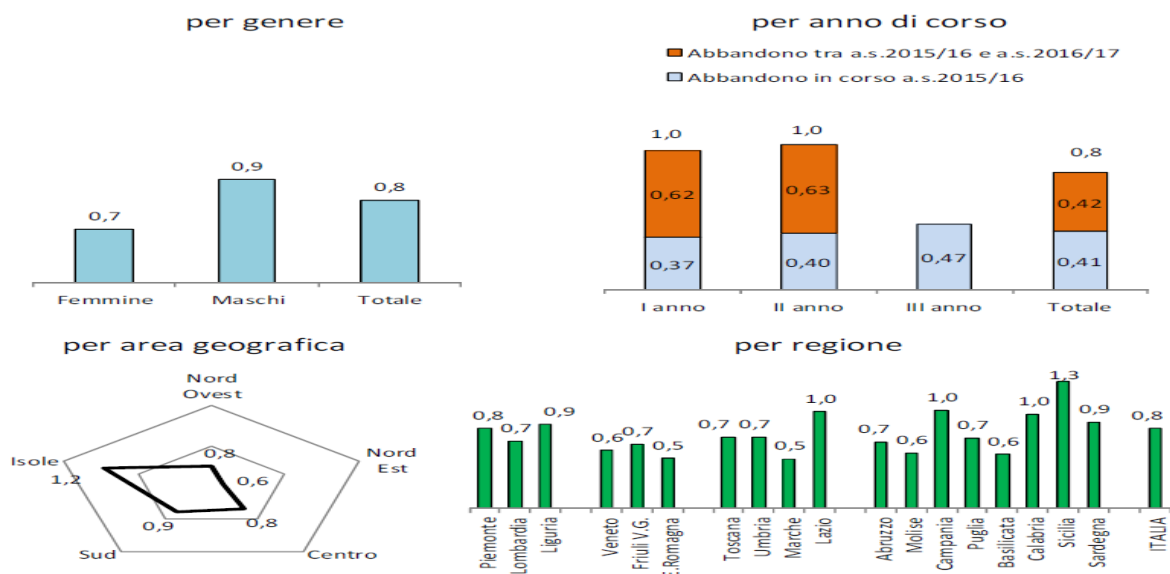 per genere
0,7
0,9
0,8
Femmine
Maschi
Totale
per anno di corso
Abbandono tra a.s.2015/16 e a.s.2016/17
Abbandono in corso a.s.2015/16
1,0
1,0
0,8
0,62
0,63
0,42
0,37
0,40
0,47
0,41
I anno
II anno
III anno
Totale
per area geografica
Nord
Ovest
Nord
Est
Centro
Sud
Isole
0,8
0,6
0,8
0,9
1,2
per regione
0,8
0,7
0,9
0,6
0,7
0,5
0,7
0,7
0,5
1,0
0,7
0,6
1,0
0,7
0,6
1,0
1,3
0,9
0,8
Piemonte
Lombardia
Liguria
Veneto
Friuli V.G.
E.Romagna
Toscana
Umbria
Marche
Lazio
Abruzzo
Molise
Campania
Puglia
Basilicata
Calabria
Sicilia
Sardegna
ITALIA